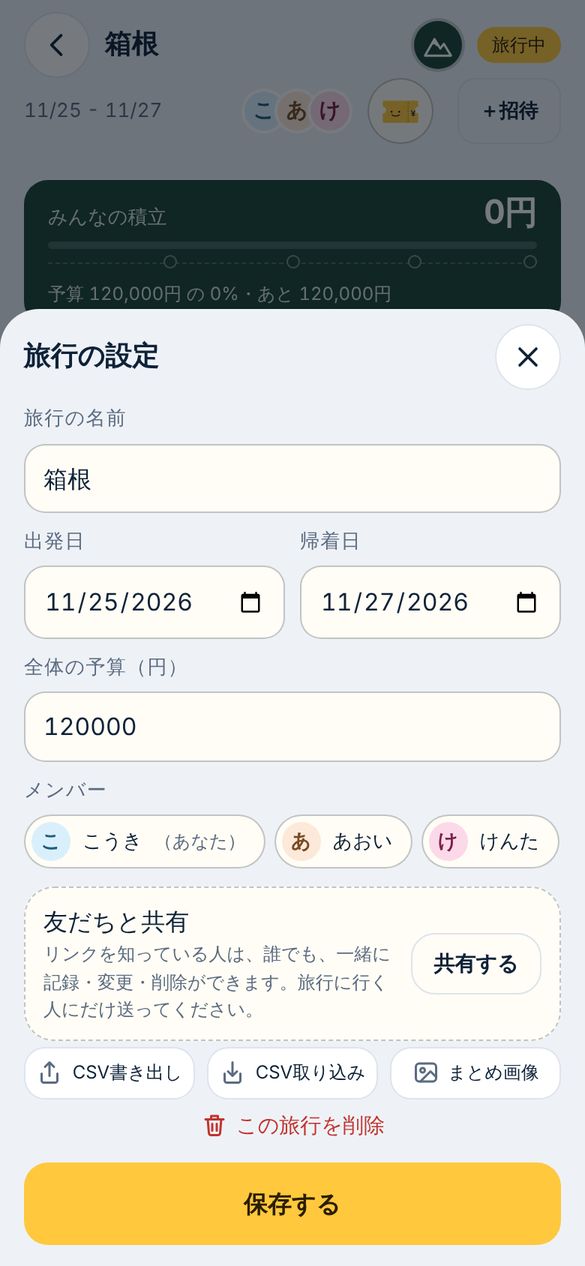 箱根
旅行中
11/25 - 11/27
こ あ け
¥
+招待
みんなの積立
0円
予算 120,000円 の 0%・あと 120,000円
旅行の設定
旅行の名前
箱根
出発日
帰着日
11/25/2026
11/27/2026
全体の予算（円）
120000
メンバー
こ こうき （あなた）
あ あおい
け けんた
友だちと共有
リンクを知っている人は、誰でも、一緒に
記録・変更・削除ができます。旅行に行く
人にだけ送ってください。
共有する
CSV書き出し
CSV取り込み
まとめ画像
この旅行を削除
保存する